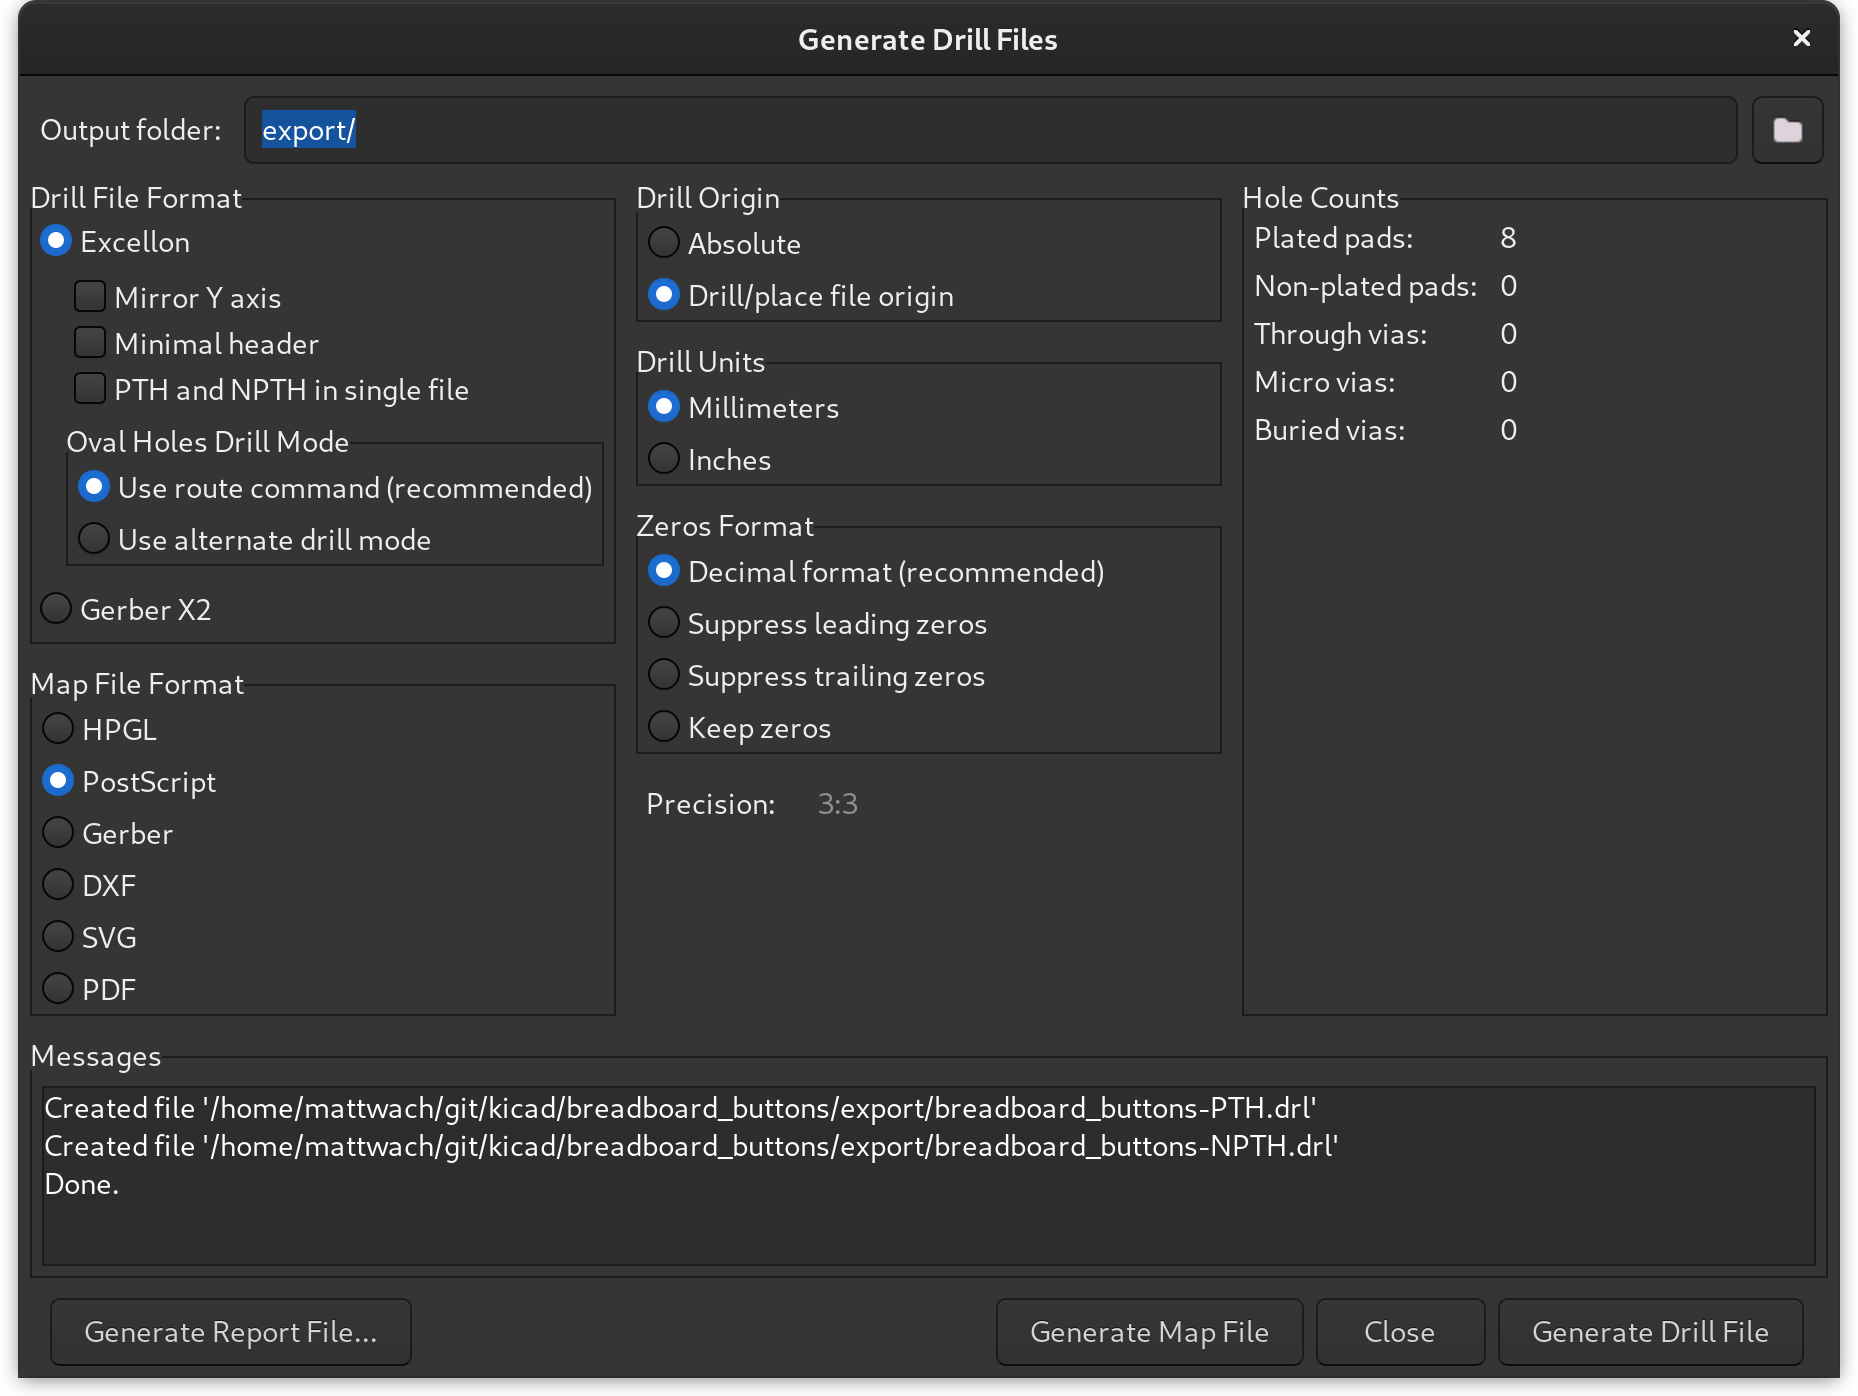 Generate Drill Files
Output folder: export/
Drill File Format
Excellon
Mirror Y axis
Minimal header
PTH and NPTH in single file
Oval Holes Drill Mode
Use route command (recommended)
Use alternate drill mode
Gerber X2
Map File Format
HPGL
PostScript
Gerber
DXF
SVG
PDF
Drill Origin
Absolute
Drill/place file origin
Drill Units
Millimeters
Inches
Zeros Format
Decimal format (recommended)
Suppress leading zeros
Suppress trailing zeros
Keep zeros
Precision: 3:3
Hole Counts
Plated pads: 8
Non-plated pads: 0
Through vias: 0
Micro vias: 0
Buried vias: 0
Messages
Created file '/home/mattwach/git/kicad/breadboard_buttons/export/breadboard_buttons-PTH.drl'
Created file '/home/mattwach/git/kicad/breadboard_buttons/export/breadboard_buttons-NPTH.drl'
Done.
Generate Report File... Generate Map File Close Generate Drill File